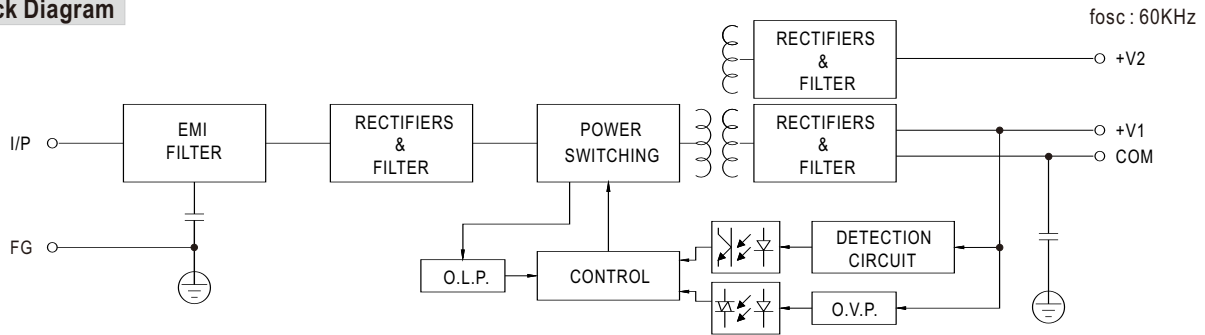 ck Diagram
fosc : 60KHz
RECTIFIERS
&
FILTER
+V2
I/P
EMI
FILTER
RECTIFIERS
&
FILTER
POWER
SWITCHING
RECTIFIERS
&
FILTER
+V1
COM
FG
O.L.P.
CONTROL
DETECTION
CIRCUIT
O.V.P.